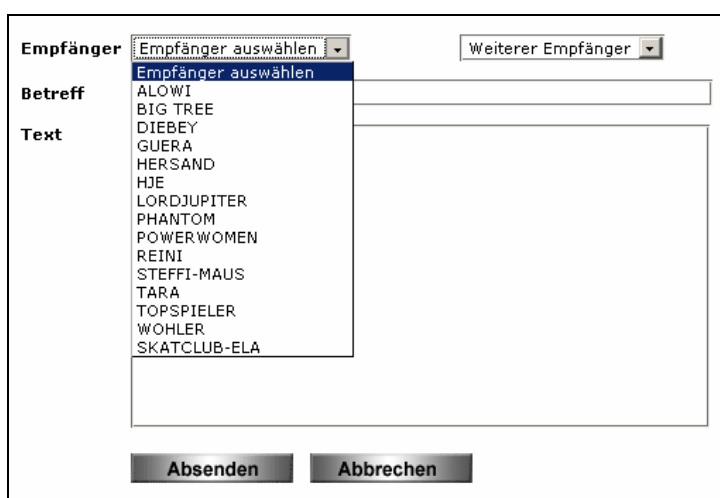 Empfänger Empfänger auswählen Weiterer Empfänger
Empfänger auswählen
Betreff ALOWI
BIG TREE
Text DIEBEY
GUERA
HERSAND
HJE
LORDJUPITER
PHANTOM
POWERWOMEN
REINI
STEFFI-MAUS
TARA
TOPSPIELER
WOHLER
SKATCLUB-ELA
Absenden Abbrechen